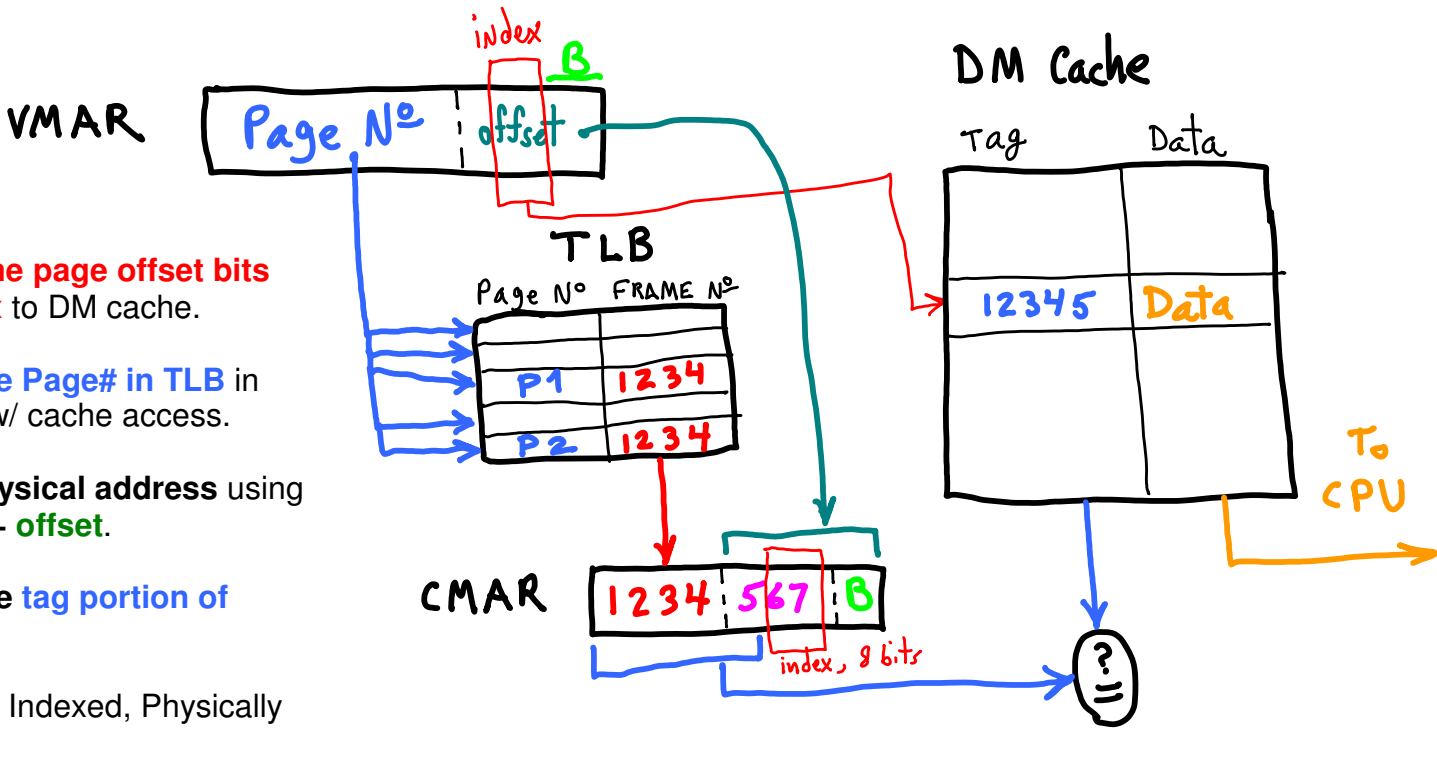 index
B
DM Cache
VMAR
Page Nº
offset
Tag
Data
TLB
page offset bits
to DM cache.
Page Nº
FRAME Nº
12345
Data
Page# in TLB in
w/ cache access.
P1
1234
P2
1234
To
CPU
physical address using
- offset.
CMAR
1234
567
B
tag portion of
index, 8 bits
?
=
Indexed, Physically